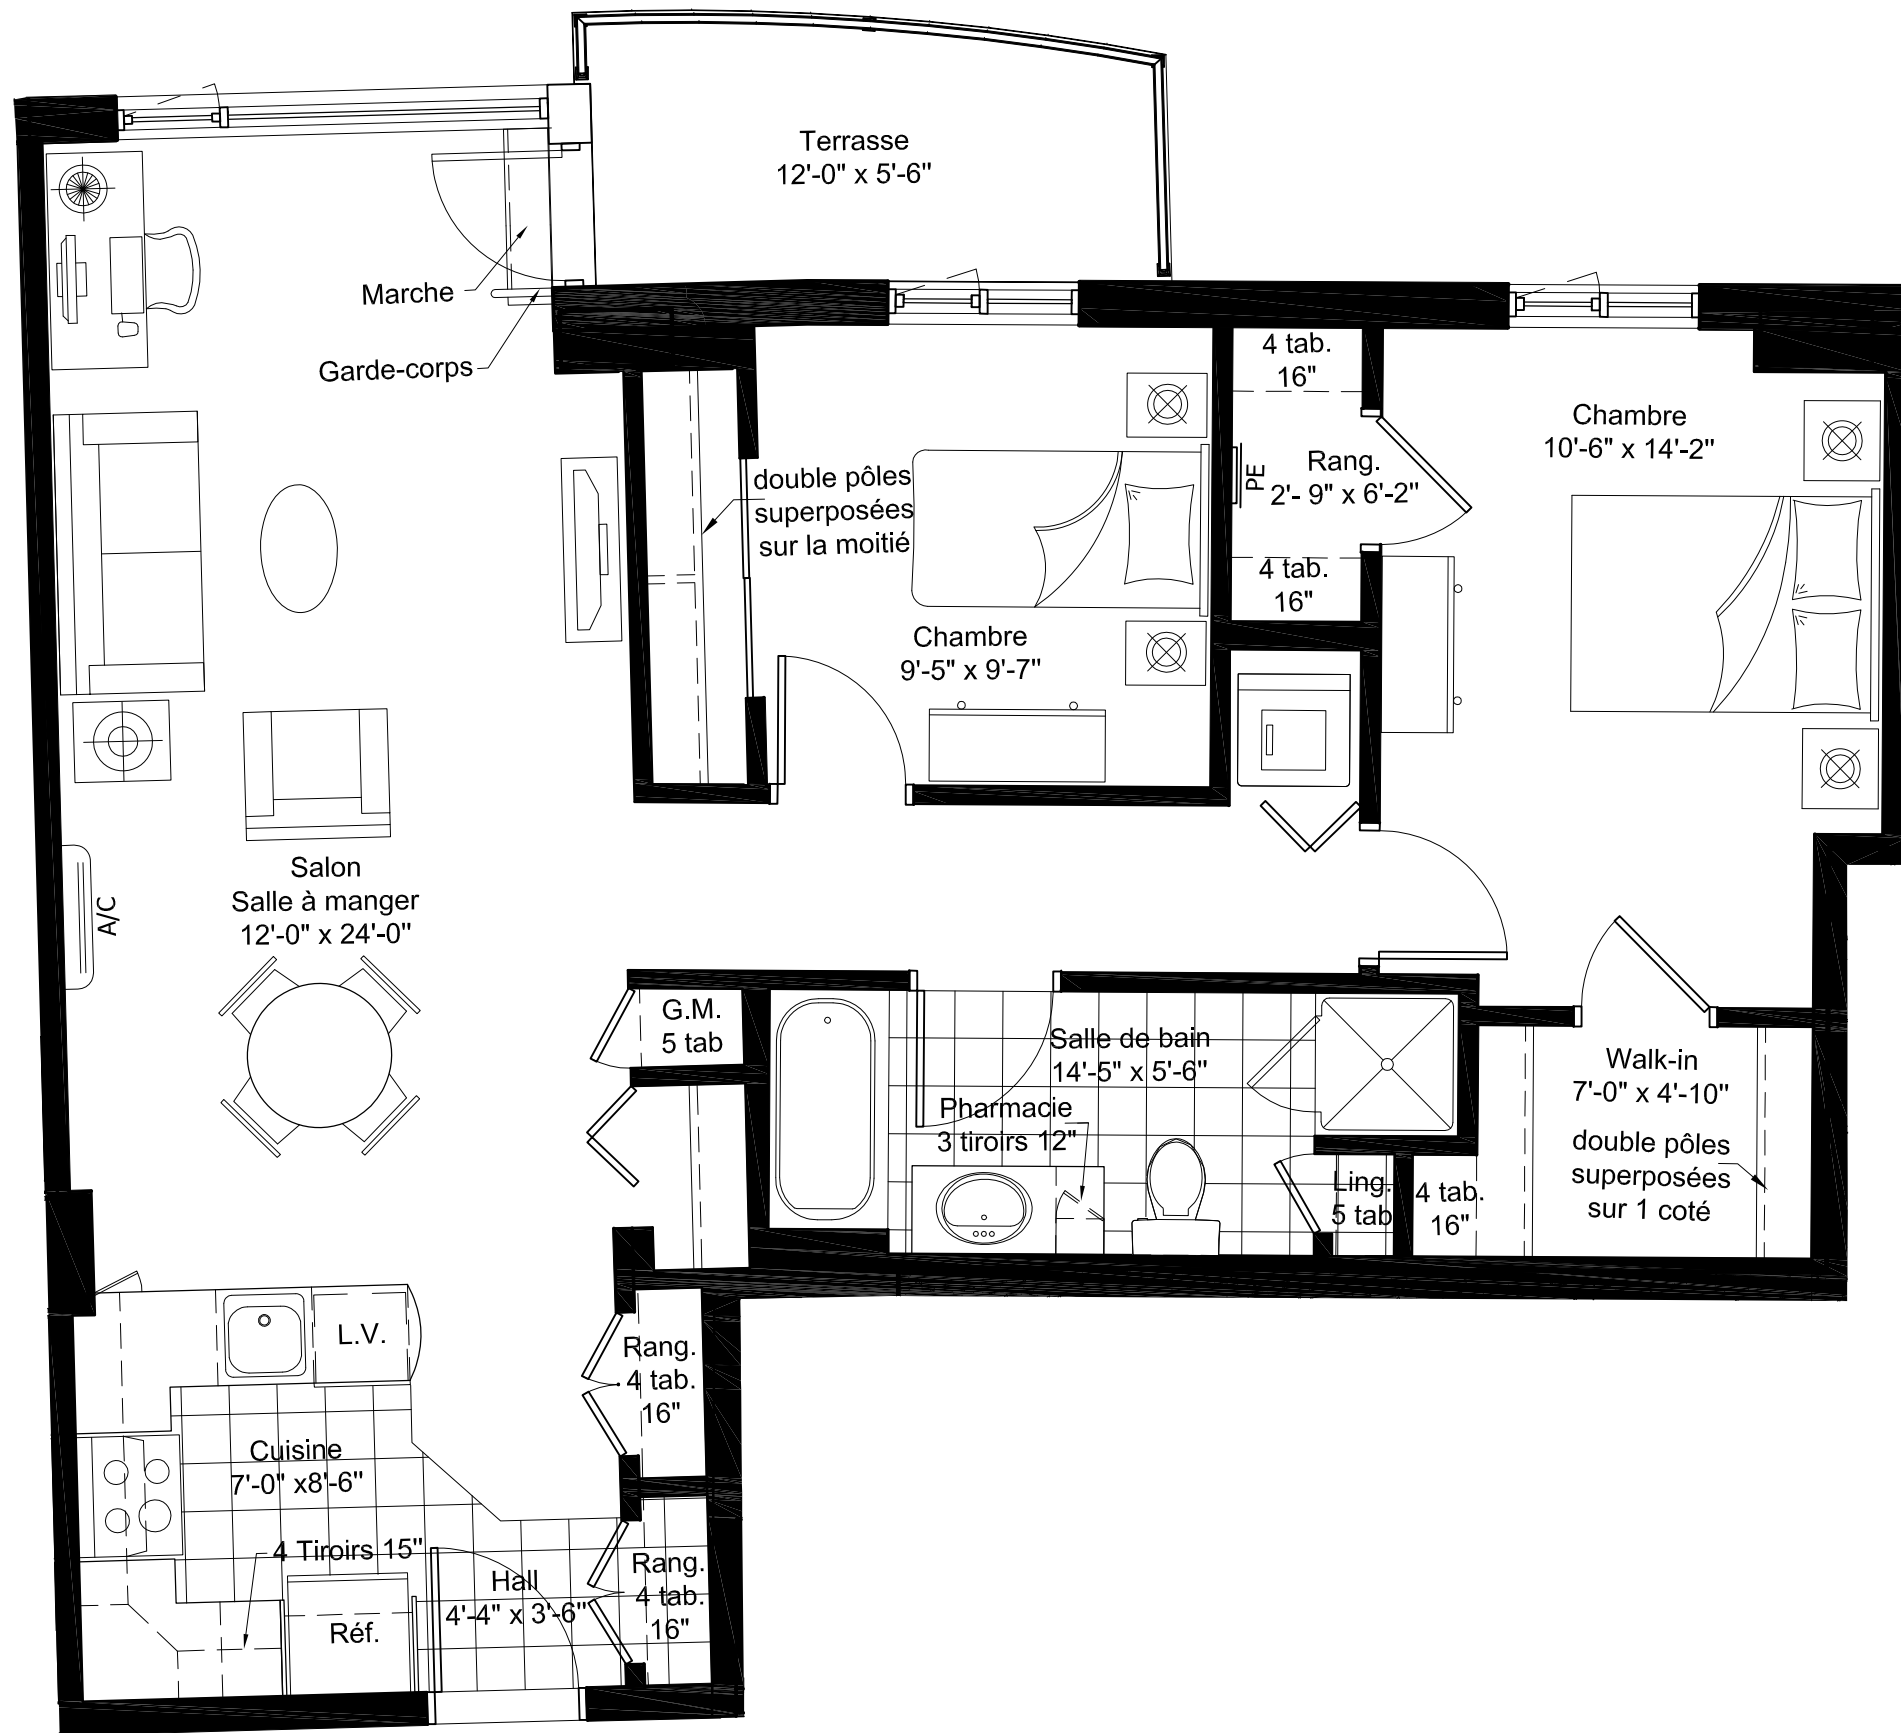 Terrasse
12'-0" x 5'-6"
Marche
Garde-corps
4 tab.
16"
Chambre
10'-6" x 14'-2"
double pôles
superposées
sur la moitié
Rang.
2'- 9" x 6'-2"
PE
4 tab.
16"
Chambre
9'-5" x 9'-7"
Salon
Salle à manger
12'-0" x 24'-0"
A/C
G.M.
5 tab
Salle de bain
14'-5" x 5'-6"
Pharmacie
3 tiroirs 12"
Walk-in
7'-0" x 4'-10"
double pôles
superposées
sur 1 coté
Ling.
5 tab
4 tab.
16"
L.V.
Rang.
4 tab.
16"
Cuisine
7'-0" x8'-6"
4 Tiroirs 15"
Hall
4'-4" x 3'-6"
Rang.
4 tab.
16"
Réf.